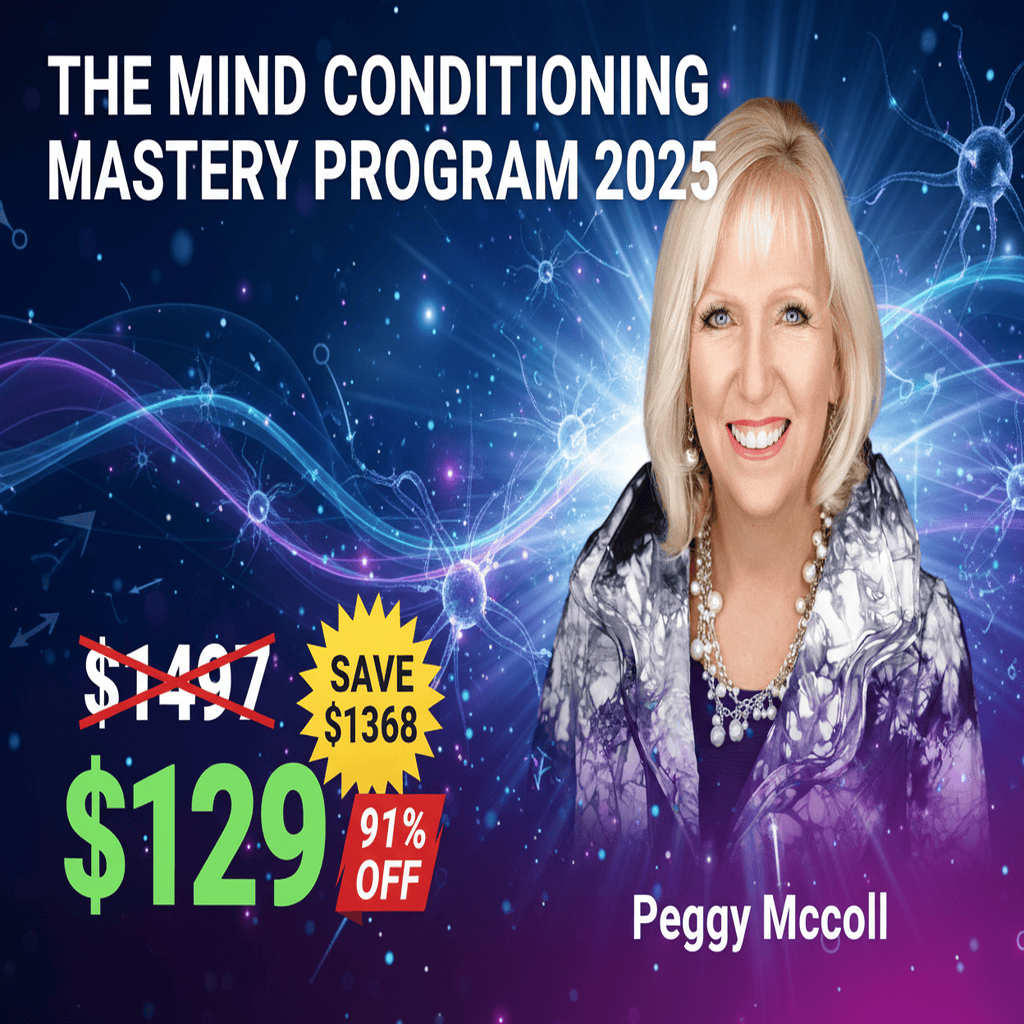 THE MIND CONDITIONING
MASTERY PROGRAM 2025
$1497
SAVE
$1368
$129
91%
OFF
Peggy Mccoll